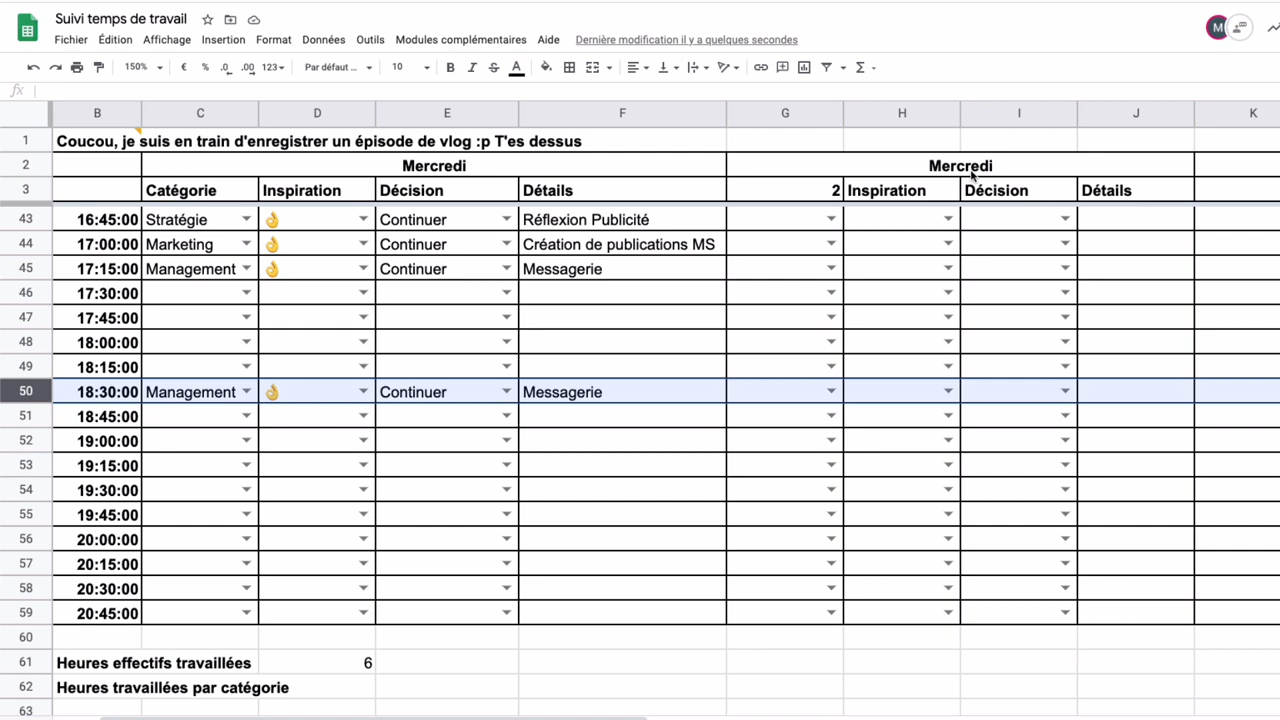 Suivi temps de travail
Fichier Édition Affichage Insertion Format Données Outils Modules complémentaires Aide Dernière modification il y a quelques secondes
M
150% € % .0 .00 123 Par défaut ... 10 B I S A Σ
fx
B C D E F G H I J K
1 Coucou, je suis en train d'enregistrer un épisode de vlog :p T'es dessus
2 Mercredi Mercredi
3 Catégorie Inspiration Décision Détails 2 Inspiration Décision Détails
43 16:45:00 Stratégie 👌 Continuer Réflexion Publicité
44 17:00:00 Marketing 👌 Continuer Création de publications MS
45 17:15:00 Management 👌 Continuer Messagerie
46 17:30:00
47 17:45:00
48 18:00:00
49 18:15:00
50 18:30:00 Management 👌 Continuer Messagerie
51 18:45:00
52 19:00:00
53 19:15:00
54 19:30:00
55 19:45:00
56 20:00:00
57 20:15:00
58 20:30:00
59 20:45:00
60
61 Heures effectifs travaillées 6
62 Heures travaillées par catégorie
63